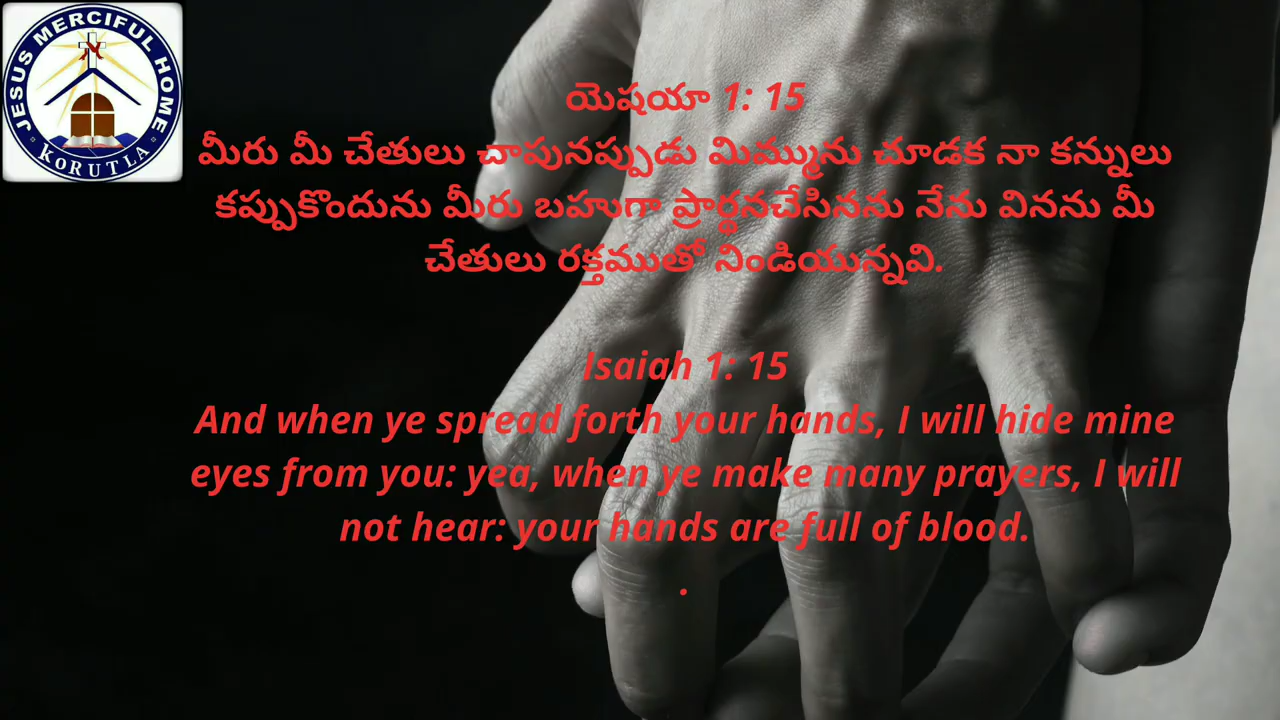 JESUS MERCIFUL HOME
KORUTLA
యెషయా 1: 15
మీరు మీ చేతులు చాపునప్పుడు మిమ్మును చూడక నా కన్నులు
కప్పుకొందును మీరు బహుగా ప్రార్థనచేసినను నేను వినను మీ
చేతులు రక్తముతో నిండియున్నవి.
Isaiah 1: 15
And when ye spread forth your hands, I will hide mine
eyes from you: yea, when ye make many prayers, I will
not hear: your hands are full of blood.
.